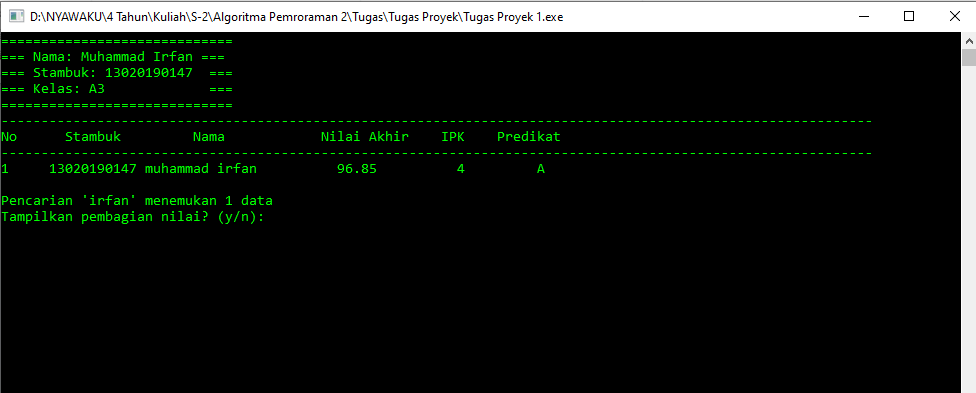 D:\NYAWAKU\4 Tahun\Kuliah\S-2\Algoritma Pemroraman 2\Tugas\Tugas Proyek\Tugas Proyek 1.exe
=============================
=== Nama: Muhammad Irfan ===
=== Stambuk: 13020190147  ===
=== Kelas: A3             ===
=============================
-------------------------------------------------------------------------------------------------------------
No      Stambuk         Nama            Nilai Akhir    IPK    Predikat
-------------------------------------------------------------------------------------------------------------
1     13020190147 muhammad irfan          96.85          4         A
Pencarian 'irfan' menemukan 1 data
Tampilkan pembagian nilai? (y/n):